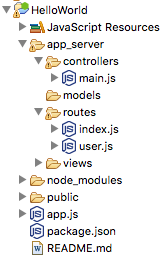 HelloWorld
JavaScript Resources
app_server
controllers
main.js
models
routes
index.js
user.js
views
node_modules
public
app.js
package.json
README.md